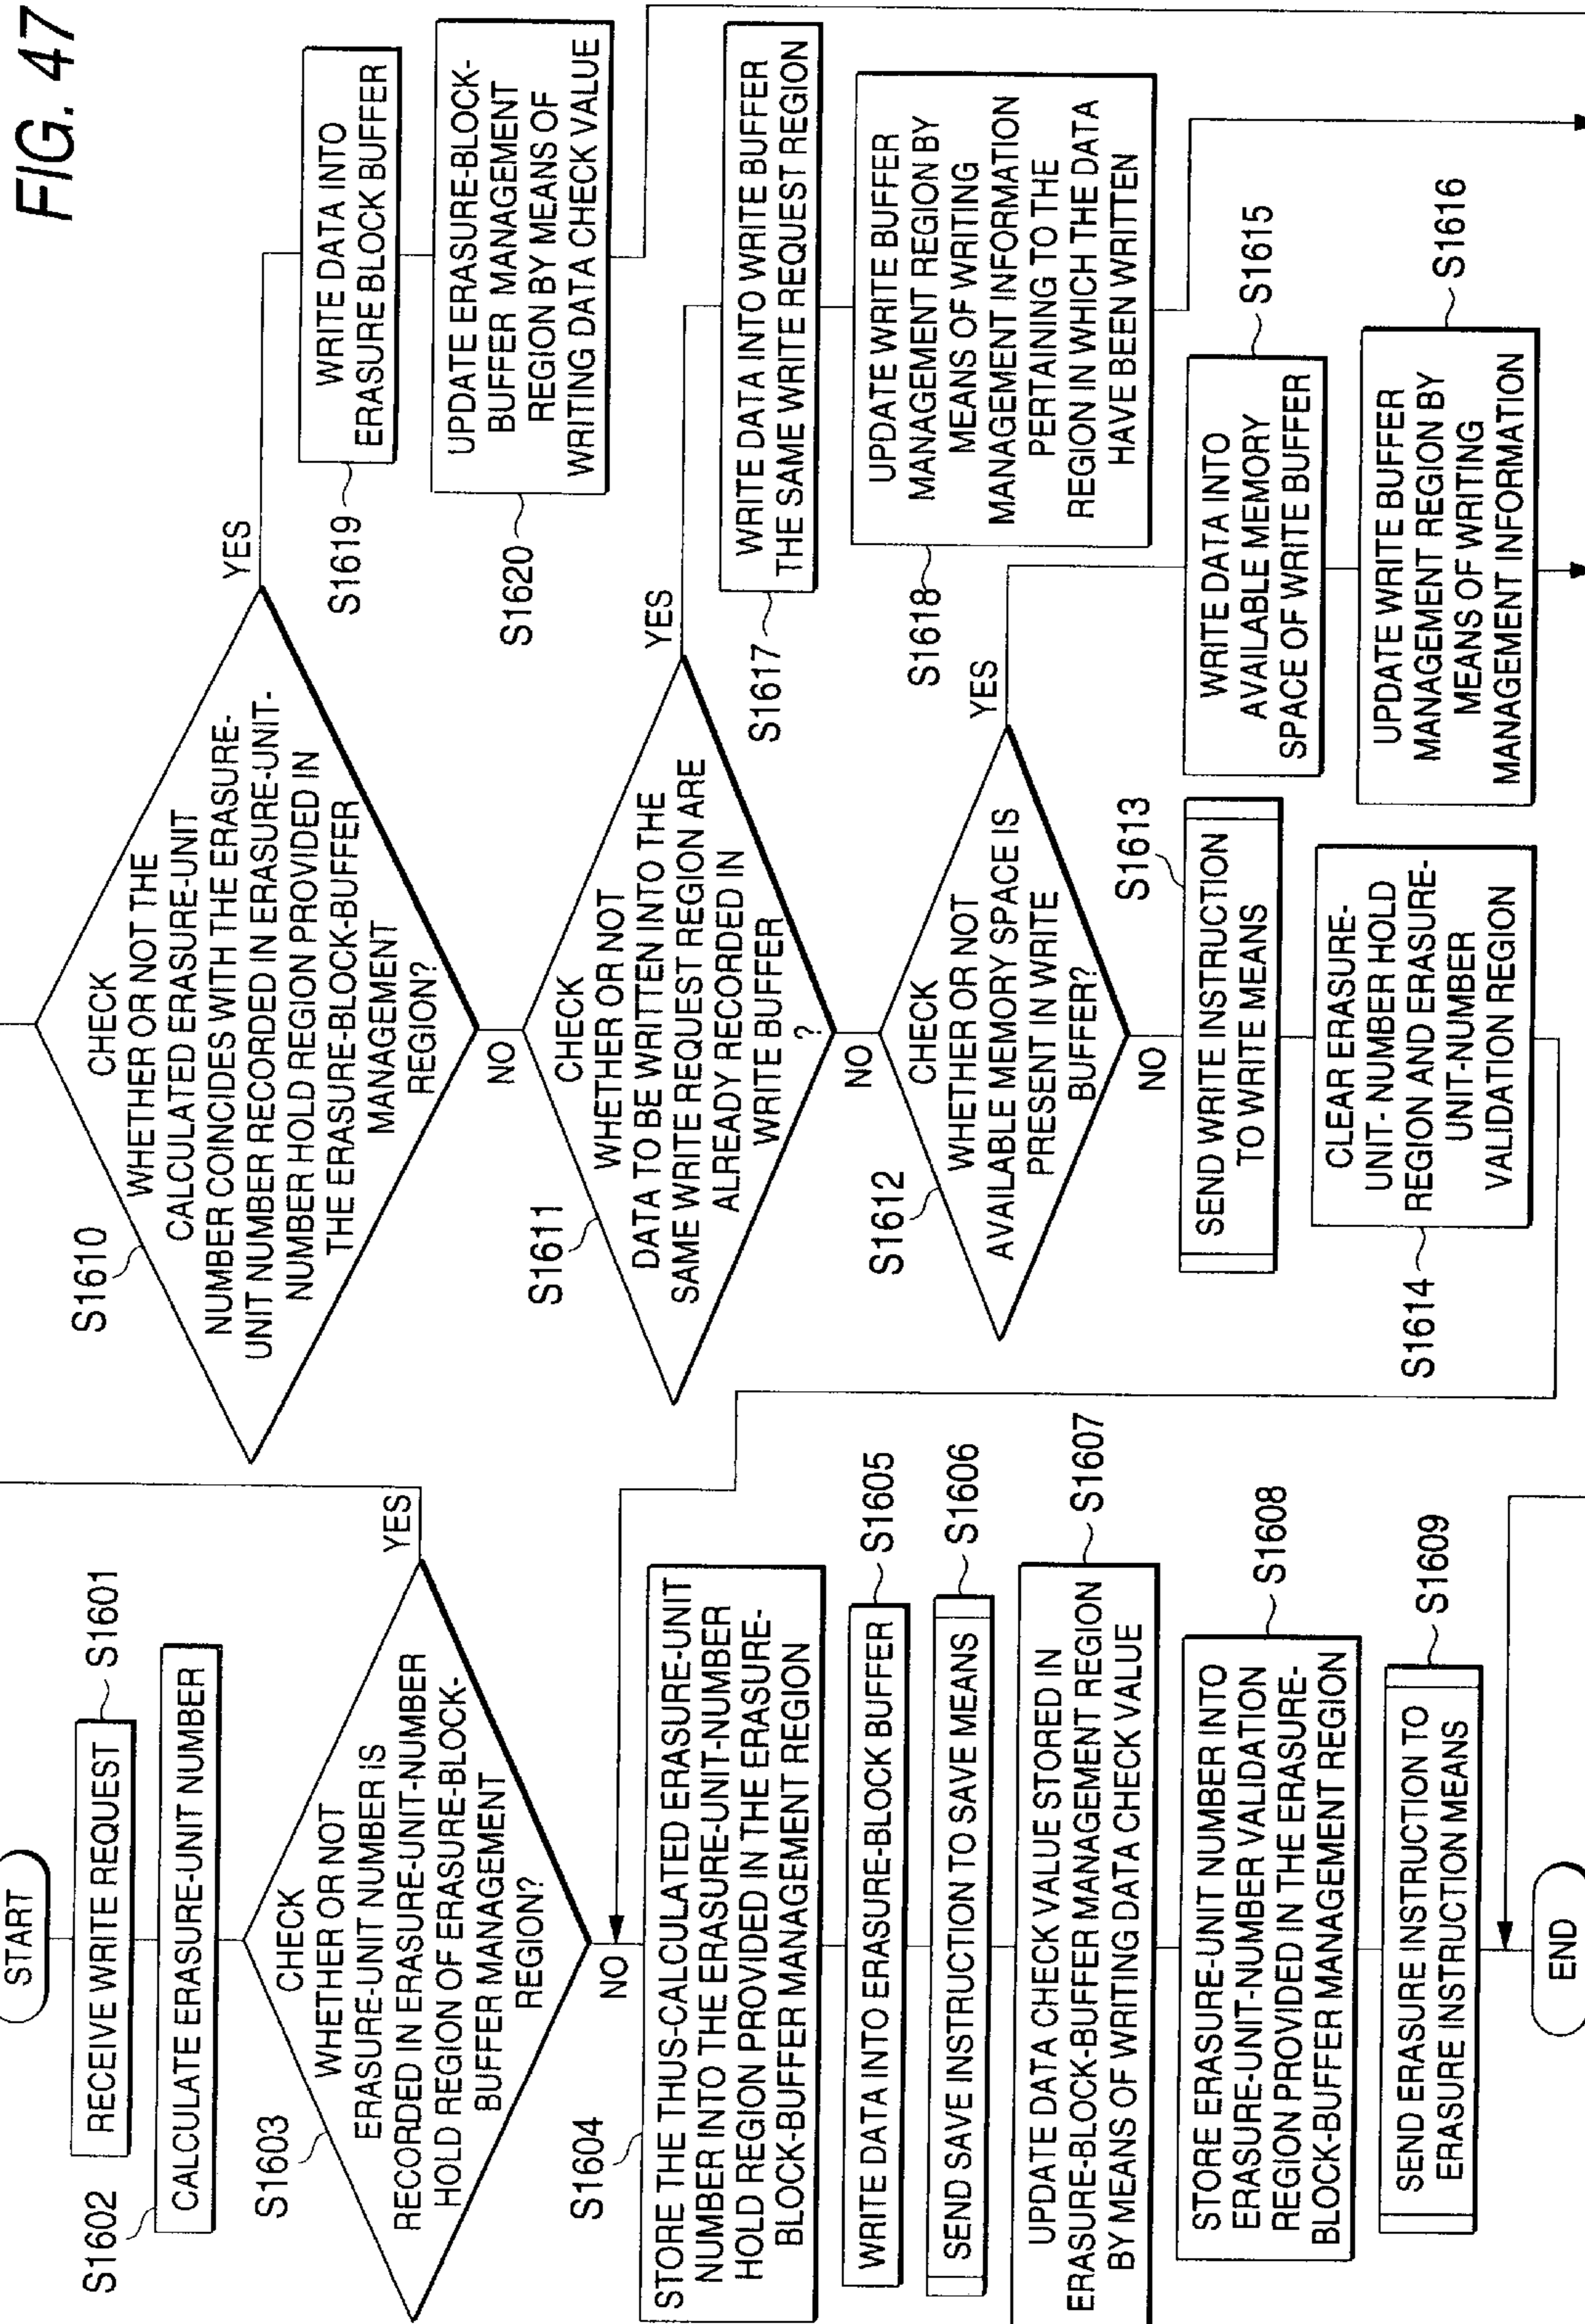 FIG. 47
START
RECEIVE WRITE REQUEST
S1601
S1602
CALCULATE ERASURE-UNIT NUMBER
S1603
CHECK
WHETHER OR NOT
ERASURE-UNIT NUMBER IS
RECORDED IN ERASURE-UNIT-NUMBER
HOLD REGION OF ERASURE-BLOCK-
BUFFER MANAGEMENT
REGION?
YES
NO
S1604
STORE THE THUS-CALCULATED ERASURE-UNIT
NUMBER INTO THE ERASURE-UNIT-NUMBER
HOLD REGION PROVIDED IN THE ERASURE-
BLOCK-BUFFER MANAGEMENT REGION
WRITE DATA INTO ERASURE-BLOCK BUFFER
S1605
SEND SAVE INSTRUCTION TO SAVE MEANS
S1606
UPDATE DATA CHECK VALUE STORED IN
ERASURE-BLOCK-BUFFER MANAGEMENT REGION
BY MEANS OF WRITING DATA CHECK VALUE
S1607
STORE ERASURE-UNIT NUMBER INTO
ERASURE-UNIT-NUMBER VALIDATION
REGION PROVIDED IN THE ERASURE-
BLOCK-BUFFER MANAGEMENT REGION
S1608
SEND ERASURE INSTRUCTION TO
ERASURE INSTRUCTION MEANS
S1609
END
S1610
CHECK
WHETHER OR NOT THE
CALCULATED ERASURE-UNIT
NUMBER COINCIDES WITH THE ERASURE-
UNIT NUMBER RECORDED IN ERASURE-UNIT-
NUMBER HOLD REGION PROVIDED IN
THE ERASURE-BLOCK-BUFFER
MANAGEMENT
REGION?
YES
NO
S1611
CHECK
WHETHER OR NOT
DATA TO BE WRITTEN INTO THE
SAME WRITE REQUEST REGION ARE
ALREADY RECORDED IN
WRITE BUFFER
?
YES
NO
S1612
CHECK
WHETHER OR NOT
AVAILABLE MEMORY SPACE IS
PRESENT IN WRITE
BUFFER?
YES
NO
S1613
SEND WRITE INSTRUCTION
TO WRITE MEANS
S1614
CLEAR ERASURE-
UNIT- NUMBER HOLD
REGION AND ERASURE-
UNIT-NUMBER
VALIDATION REGION
S1619
WRITE DATA INTO
ERASURE BLOCK BUFFER
S1620
UPDATE ERASURE-BLOCK-
BUFFER MANAGEMENT
REGION BY MEANS OF
WRITING DATA CHECK VALUE
S1617
WRITE DATA INTO WRITE BUFFER
THE SAME WRITE REQUEST REGION
S1618
UPDATE WRITE BUFFER
MANAGEMENT REGION BY
MEANS OF WRITING
MANAGEMENT INFORMATION
PERTAINING TO THE
REGION IN WHICH THE DATA
HAVE BEEN WRITTEN
WRITE DATA INTO
AVAILABLE MEMORY
SPACE OF WRITE BUFFER
S1615
UPDATE WRITE BUFFER
MANAGEMENT REGION BY
MEANS OF WRITING
MANAGEMENT INFORMATION
S1616